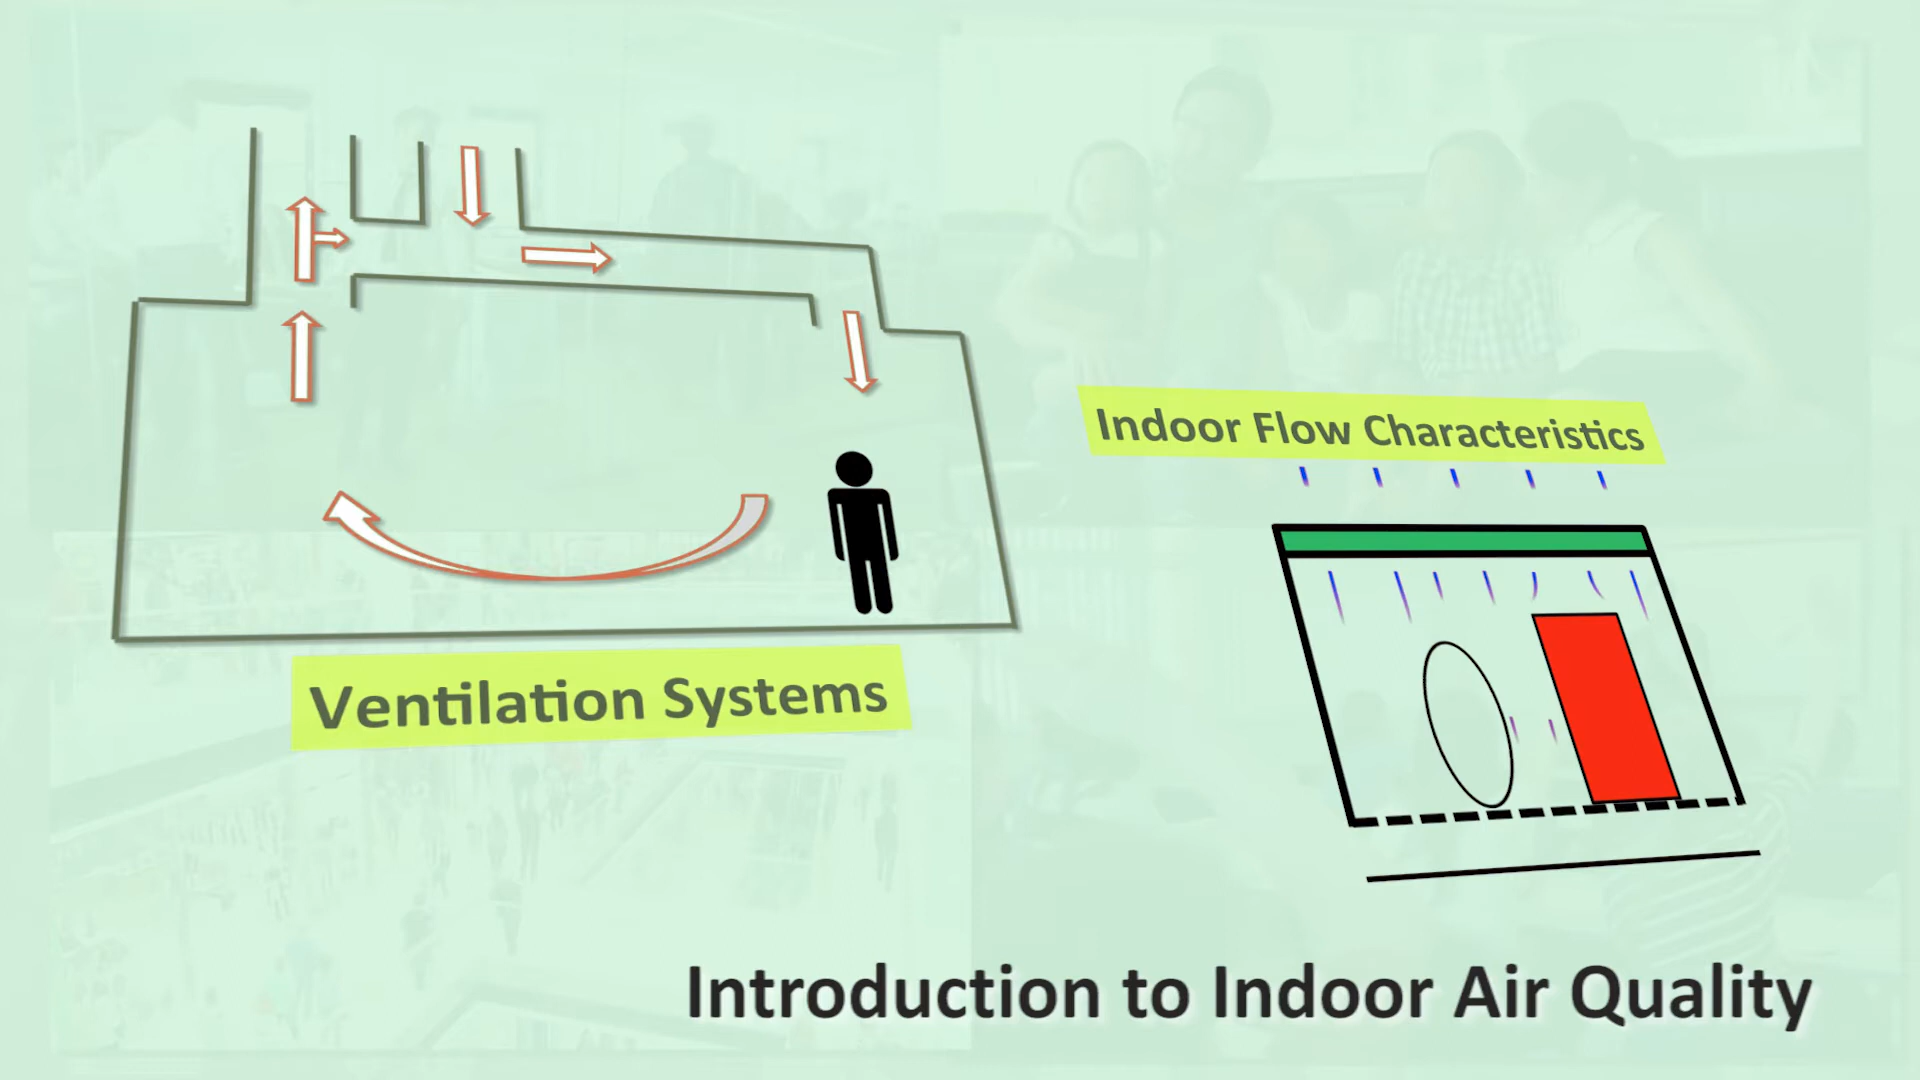 Indoor Flow Characteristics
Ventilation Systems
Introduction to Indoor Air Quality